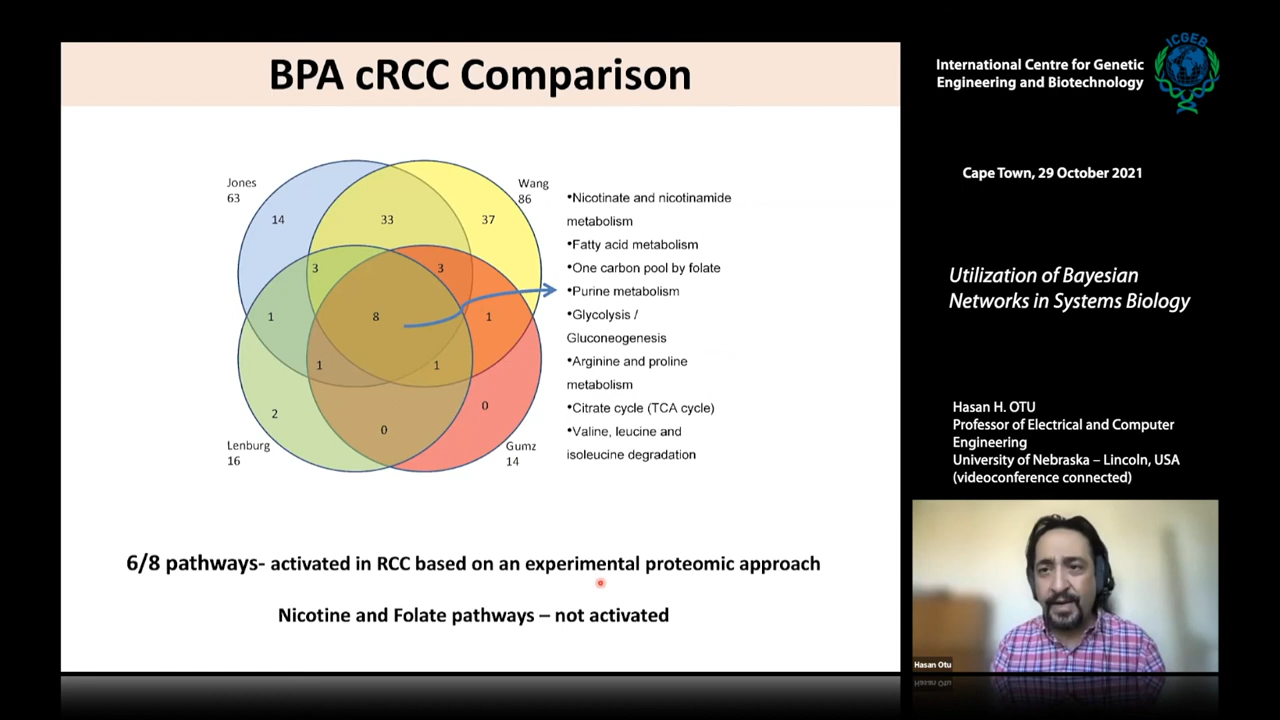 BPA cRCC Comparison
Jones
63
Wang
86
14
33
37
3
3
1
8
1
1
1
2
0
0
Lenburg
16
Gumz
14
•Nicotinate and nicotinamide
metabolism
•Fatty acid metabolism
•One carbon pool by folate
•Purine metabolism
•Glycolysis /
Gluconeogenesis
•Arginine and proline
metabolism
•Citrate cycle (TCA cycle)
•Valine, leucine and
isoleucine degradation
6/8 pathways- activated in RCC based on an experimental proteomic approach
Nicotine and Folate pathways – not activated
International Centre for Genetic
Engineering and Biotechnology
ICGEB
Cape Town, 29 October 2021
Utilization of Bayesian
Networks in Systems Biology
Hasan H. OTU
Professor of Electrical and Computer
Engineering
University of Nebraska – Lincoln, USA
(videoconference connected)
Hasan Otu